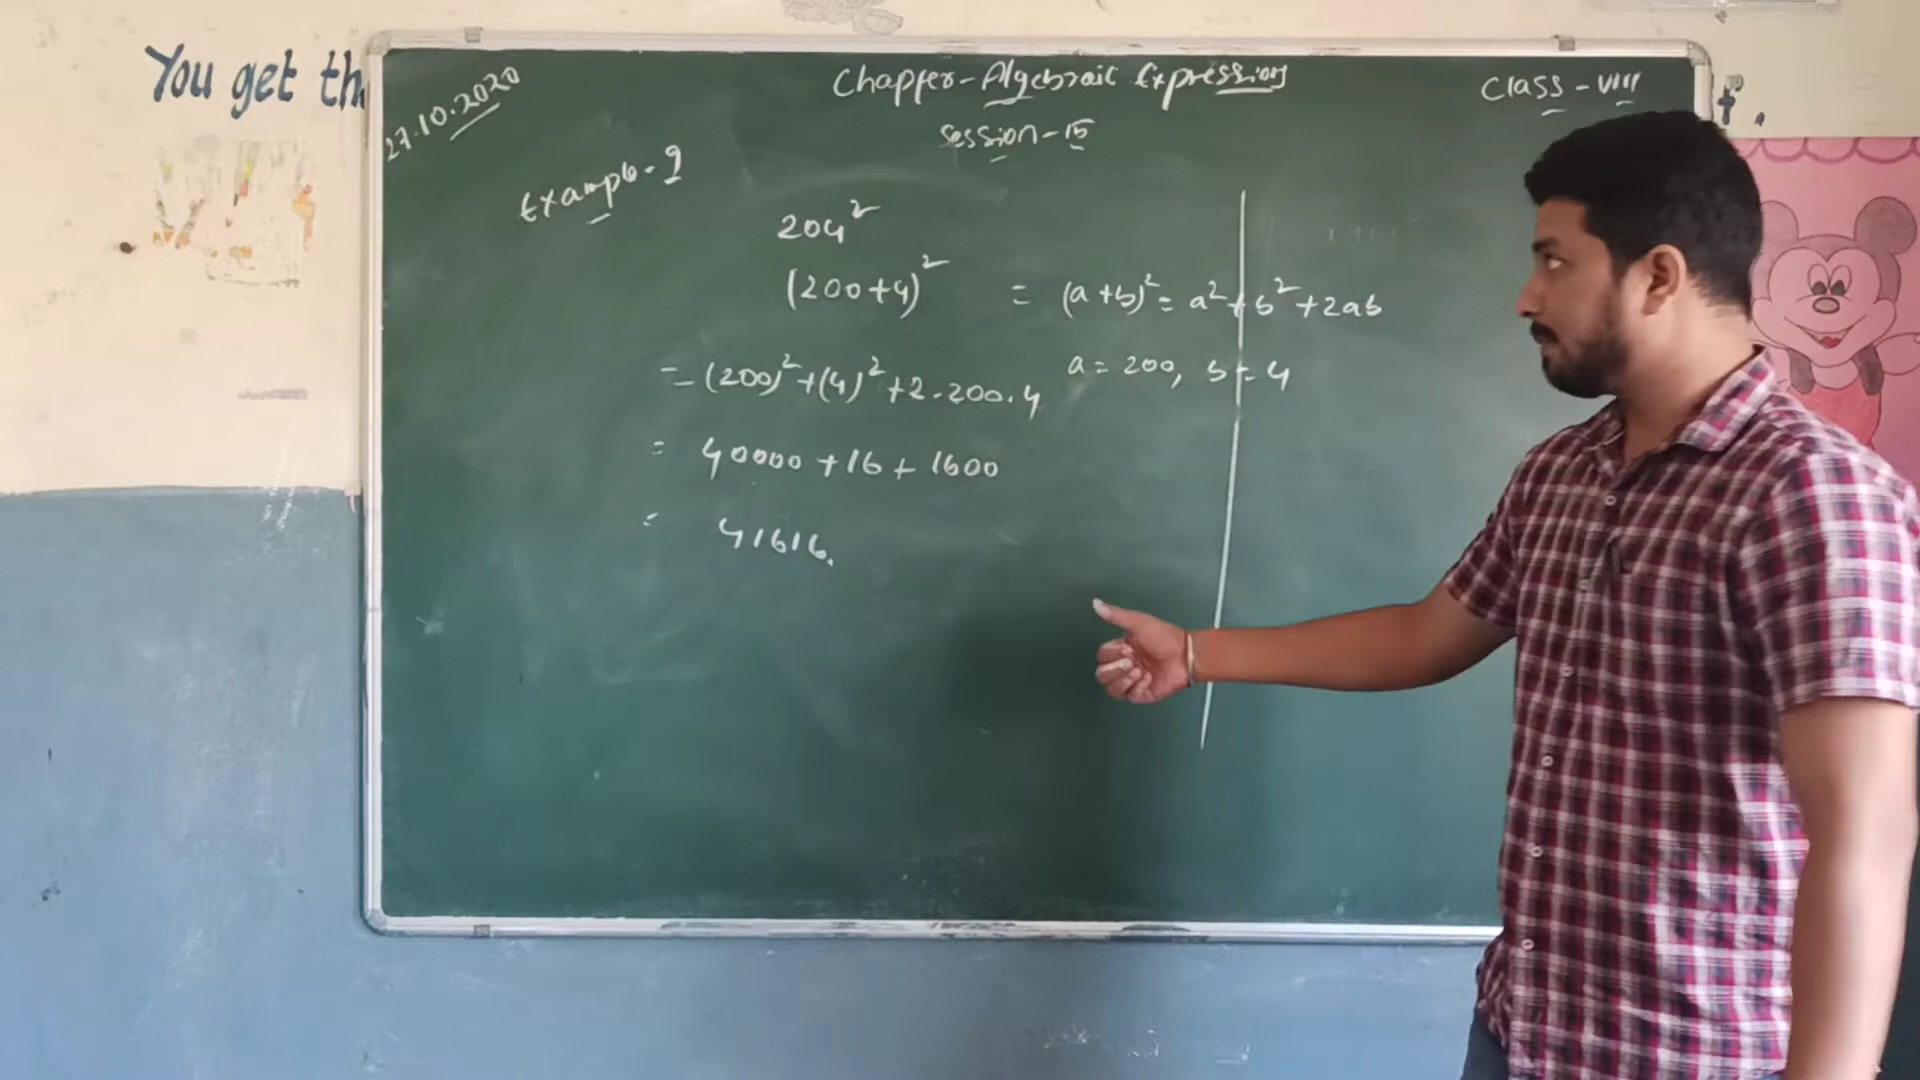 You get th
t.
27.10.2020
Chapter-Algebraic Expressions
Class-VIII
Session-15
Example-9
204²
(200+4)² = (a+b)² = a²+b²+2ab
= (200)²+(4)²+2.200.4
a = 200, b = 4
= 40000+16+1600
= 41616.